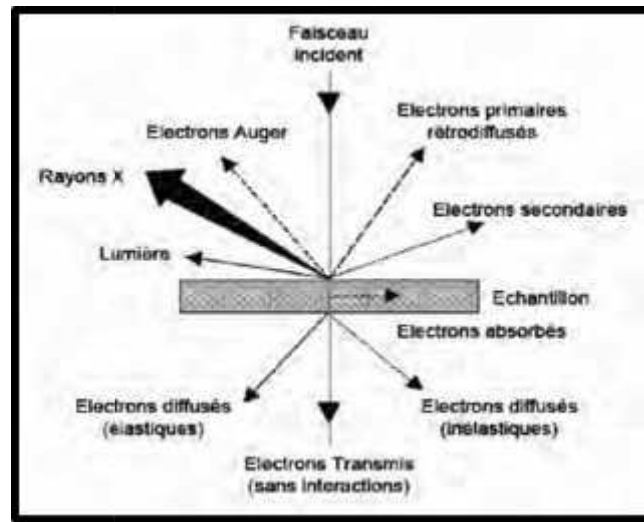 Faisceau
incident
Electrons Auger
Electrons primaires
rétrodiffusés
Rayons X
Electrons secondaires
Lumière
Echantillon
Electrons absorbés
Electrons diffusés
(élastiques)
Electrons diffusés
(inélastiques)
Electrons Transmis
(sans interactions)